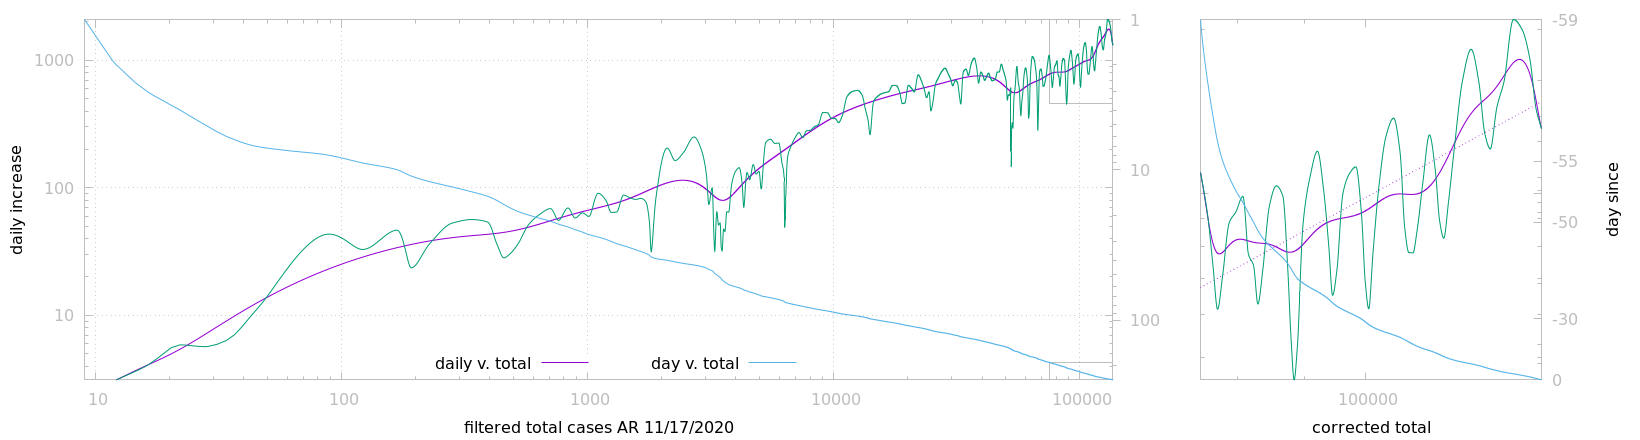 1000
100
10
daily increase
10
100
1000
10000
100000
filtered total cases AR 11/17/2020
daily v. total
day v. total
1
10
100
-59
-55
-50
-30
0
day since
100000
corrected total